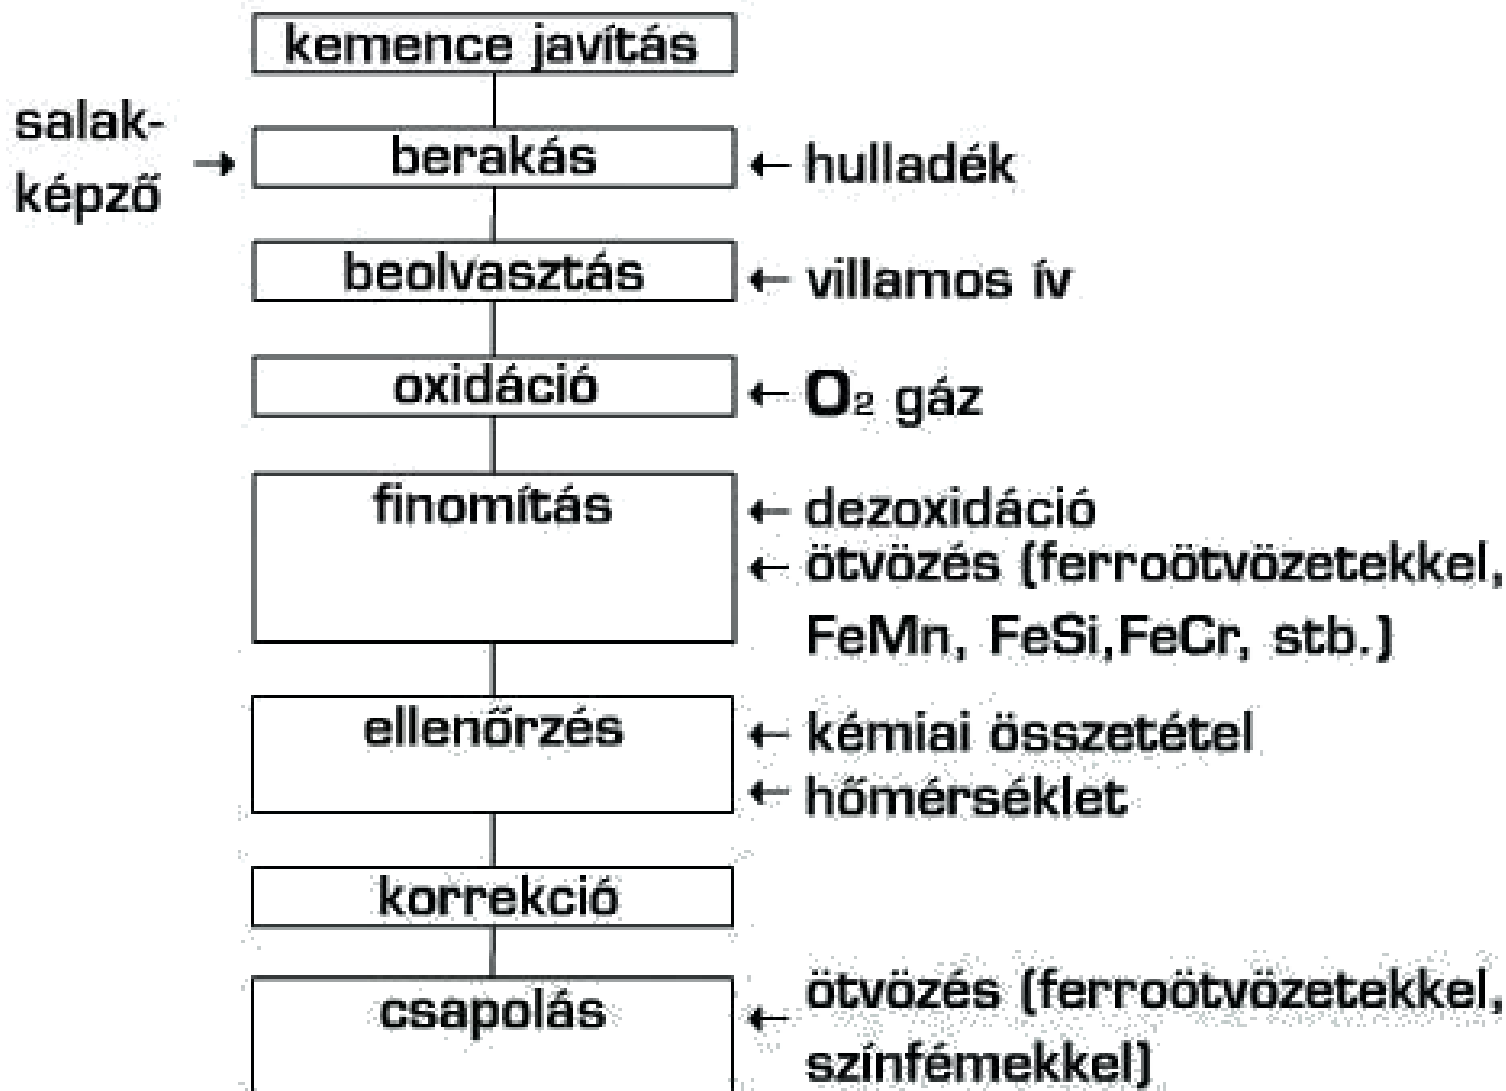 kemence javítás
salak-
képző
berakás
hulladék
beolvasztás
villamos ív
oxidáció
O₂ gáz
finomítás
dezoxidáció
ötvözés (ferroötvözetekkel,
FeMn, FeSi,FeCr, stb.)
ellenőrzés
kémiai összetétel
hőmérséklet
korrekció
csapolás
ötvözés (ferroötvözetekkel,
színfémekkel)